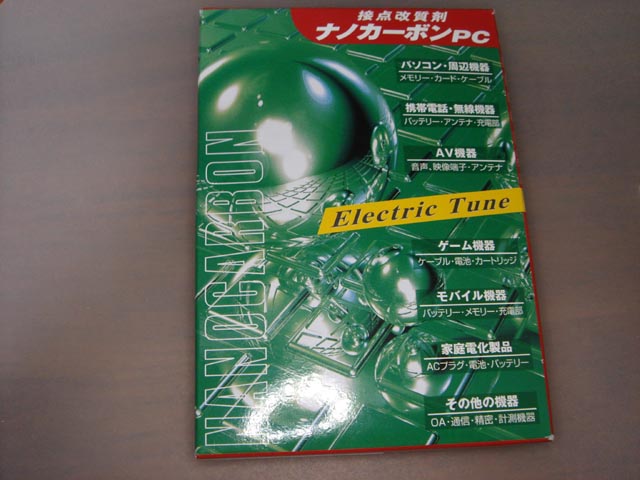 接点改質剤
ナノカーボンPC
パソコン・周辺機器
メモリー・カード・ケーブル
携帯電話・無線機器
バッテリー・アンテナ・充電部
AV機器
音声、映像端子・アンテナ
Electric Tune
ゲーム機器
ケーブル・電池・カートリッジ
モバイル機器
バッテリー・メモリー・充電部
家庭電化製品
ACプラグ・電池・バッテリー
その他の機器
OA・通信・精密・計測機器
NANOCARBON